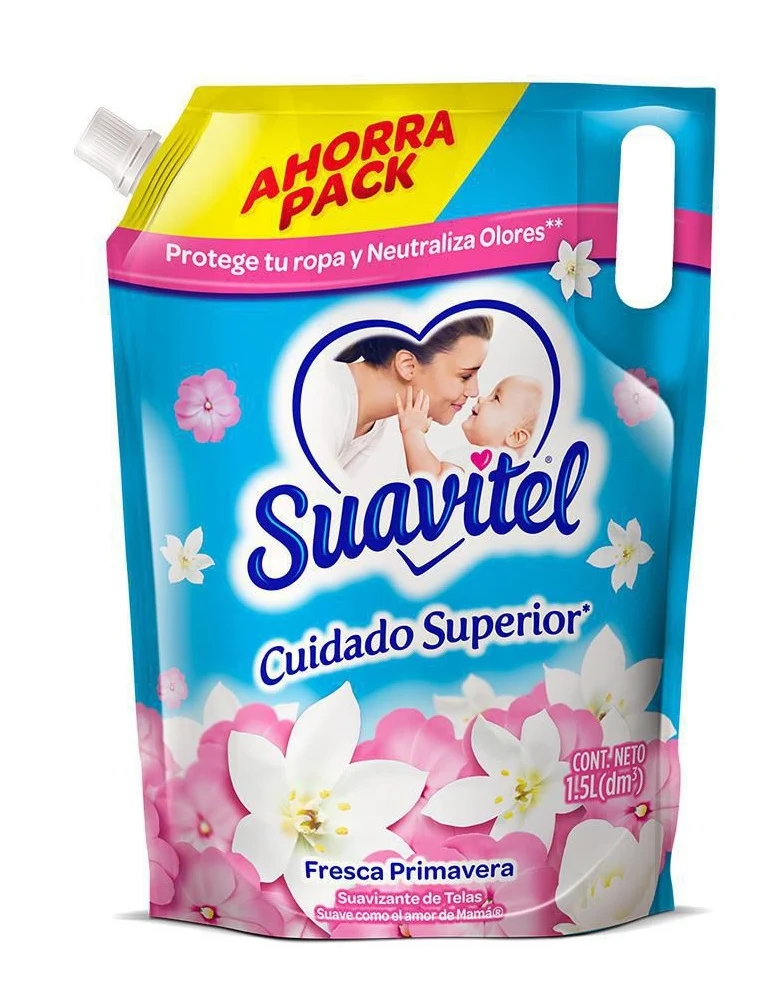 AHORRA
PACK
Protege tu ropa y Neutraliza Olores**
Suavitel®
Cuidado Superior*
CONT. NETO
1.5L(dm³)
Fresca Primavera
Suavizante de Telas
Suave como el amor de Mamá®